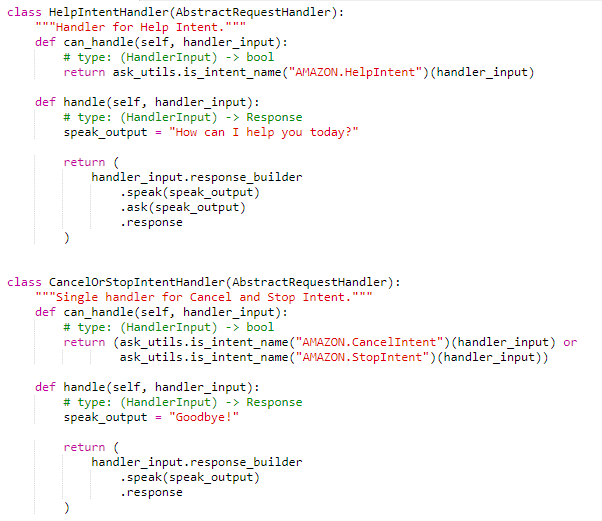 class HelpIntentHandler(AbstractRequestHandler):
    """Handler for Help Intent."""
    def can_handle(self, handler_input):
        # type: (HandlerInput) -> bool
        return ask_utils.is_intent_name("AMAZON.HelpIntent")(handler_input)

    def handle(self, handler_input):
        # type: (HandlerInput) -> Response
        speak_output = "How can I help you today?"

        return (
            handler_input.response_builder
                .speak(speak_output)
                .ask(speak_output)
                .response
        )


class CancelOrStopIntentHandler(AbstractRequestHandler):
    """Single handler for Cancel and Stop Intent."""
    def can_handle(self, handler_input):
        # type: (HandlerInput) -> bool
        return (ask_utils.is_intent_name("AMAZON.CancelIntent")(handler_input) or
                ask_utils.is_intent_name("AMAZON.StopIntent")(handler_input))

    def handle(self, handler_input):
        # type: (HandlerInput) -> Response
        speak_output = "Goodbye!"

        return (
            handler_input.response_builder
                .speak(speak_output)
                .response
        )